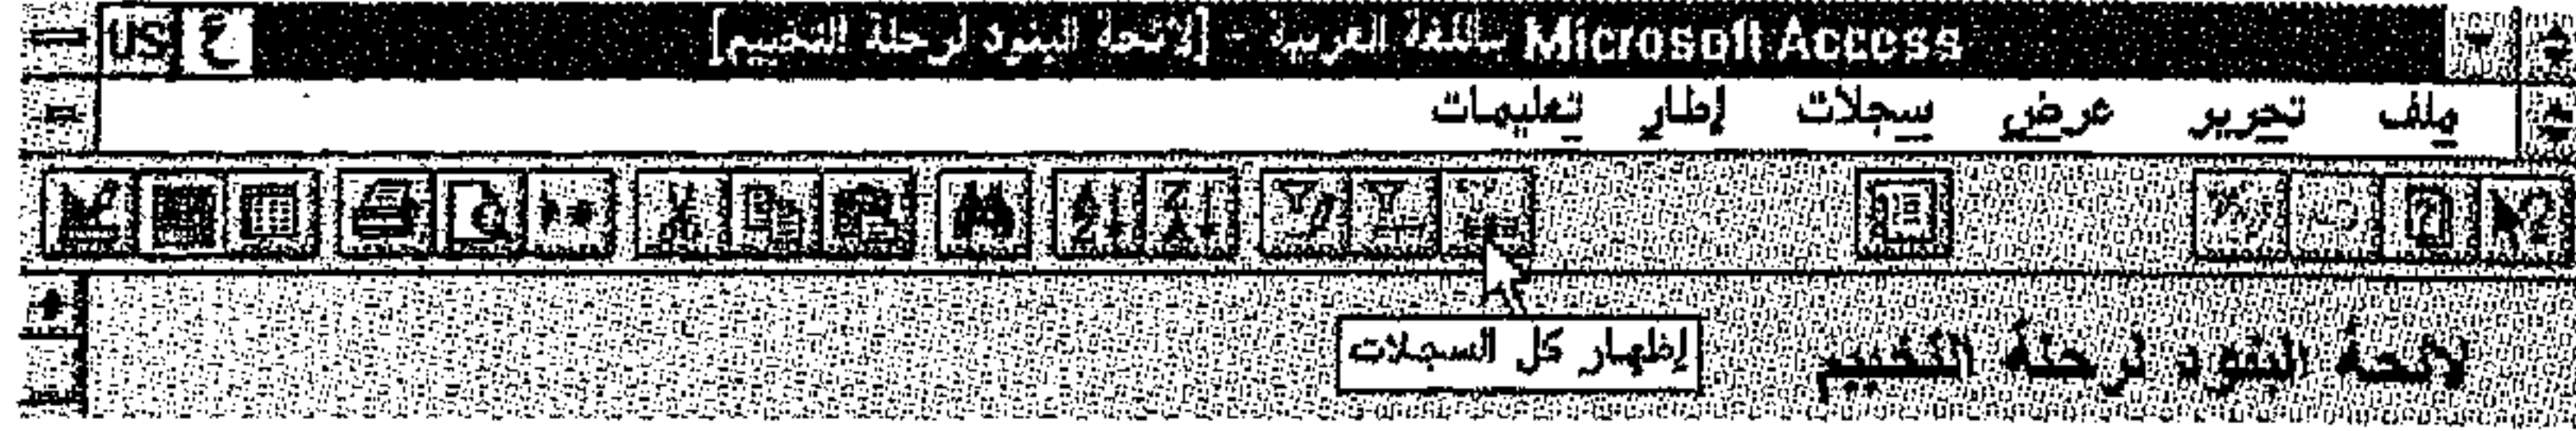 Microsoft Access باللغة العربية - [لائحة البنود لرحلة التخييم] ع US
ملف تحرير عرض سجلات إطار تعليمات
إظهار كل السجلات
لائحة البنود لرحلة التخييم